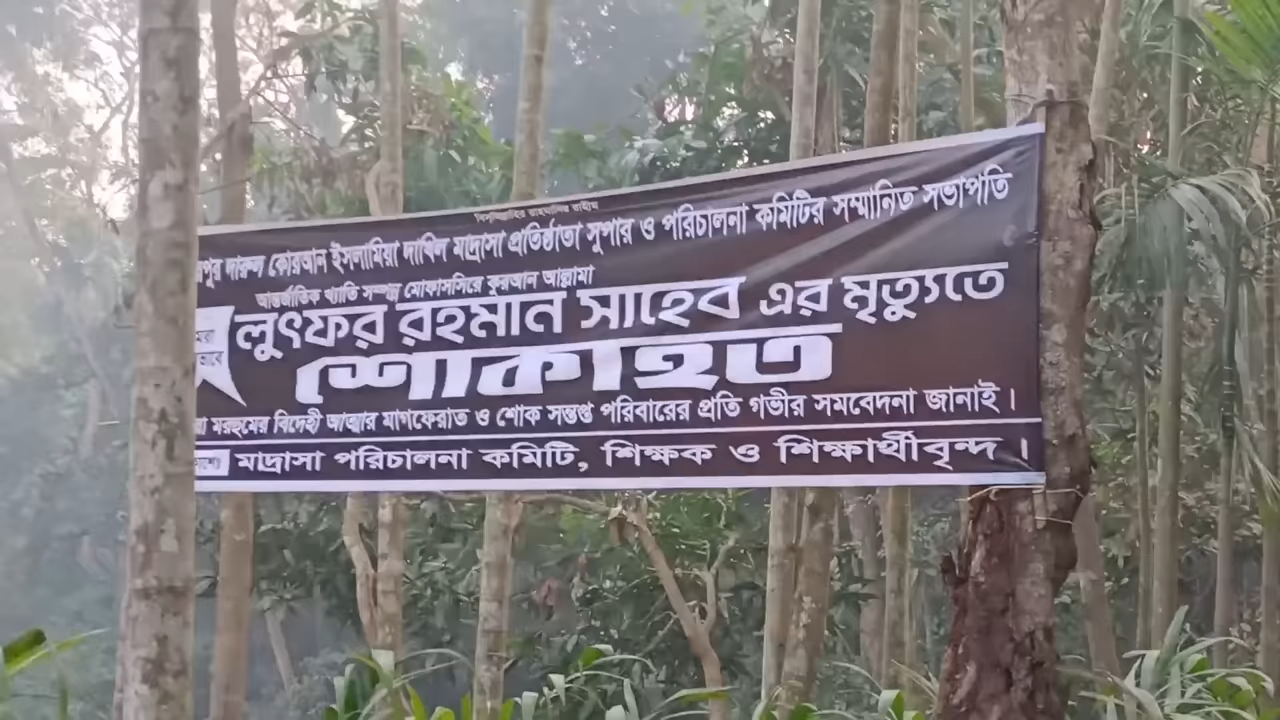 বিসমিল্লাহির রাহমানির রাহীম
দারুল কোরআন ইসলামিয়া দাখিল মাদ্রাসা প্রতিষ্ঠাতা সুপার ও পরিচালনা কমিটির সম্মানিত সভাপতি
আন্তর্জাতিক খ্যাতি সম্পন্ন মোফাসসিরে কুরআন আল্লামা
লুৎফর রহমান সাহেব এর মৃত্যুতে
শোকাহত
মরহুমের বিদেহী আত্মার মাগফেরাত ও শোক সন্তপ্ত পরিবারের প্রতি গভীর সমবেদনা জানাই।
মাদ্রাসা পরিচালনা কমিটি, শিক্ষক ও শিক্ষার্থীবৃন্দ ।